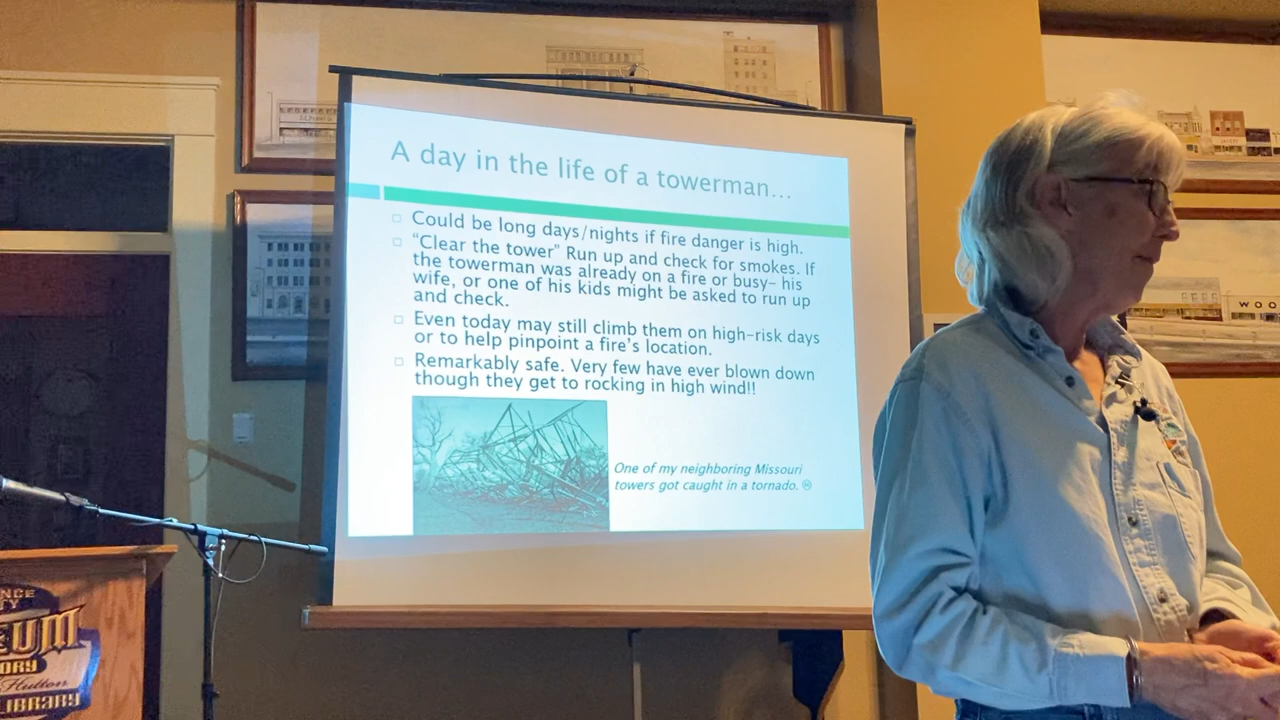 A day in the life of a towerman...
Could be long days/nights if fire danger is high.
"Clear the tower" Run up and check for smokes. If
the towerman was already on a fire or busy– his
wife, or one of his kids might be asked to run up
and check.
Even today may still climb them on high-risk days
or to help pinpoint a fire's location.
Remarkably safe. Very few have ever blown down
though they get to rocking in high wind!!
One of my neighboring Missouri
towers got caught in a tornado.
WOO
NCE
TY
EUM
ORY
Hutton
LIBRARY